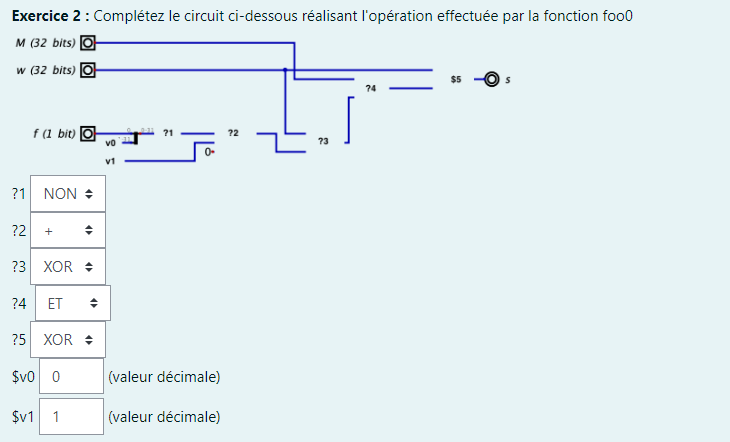 Exercice 2 : Complétez le circuit ci-dessous réalisant l'opération effectuée par la fonction foo0
M (32 bits)
w (32 bits)
$5 s
?4
f (1 bit) ?1 ?2
v0 ?3
0-
v1
?1 NON
?2 +
?3 XOR
?4 ET
?5 XOR
$v0 0 (valeur décimale)
$v1 1 (valeur décimale)